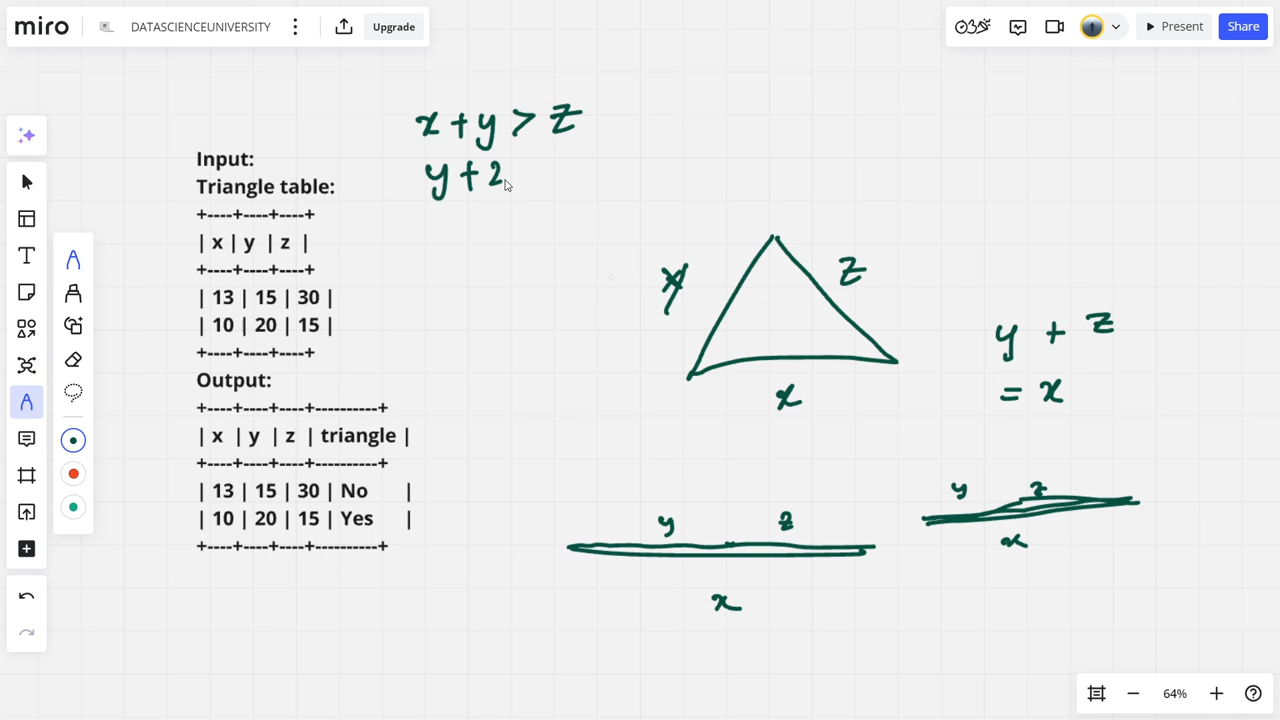 miro
DATASCIENCEUNIVERSITY
Upgrade
Present
Share
x + y > z
y + 2
Input:
Triangle table:
+----+----+----+
| x | y | z |
+----+----+----+
| 13 | 15 | 30 |
| 10 | 20 | 15 |
+----+----+----+
Output:
+----+----+----+----------+
| x | y | z | triangle |
+----+----+----+----------+
| 13 | 15 | 30 | No |
| 10 | 20 | 15 | Yes |
+----+----+----+----------+
z
x
y + z
= x
y z
x
y z
x
64%